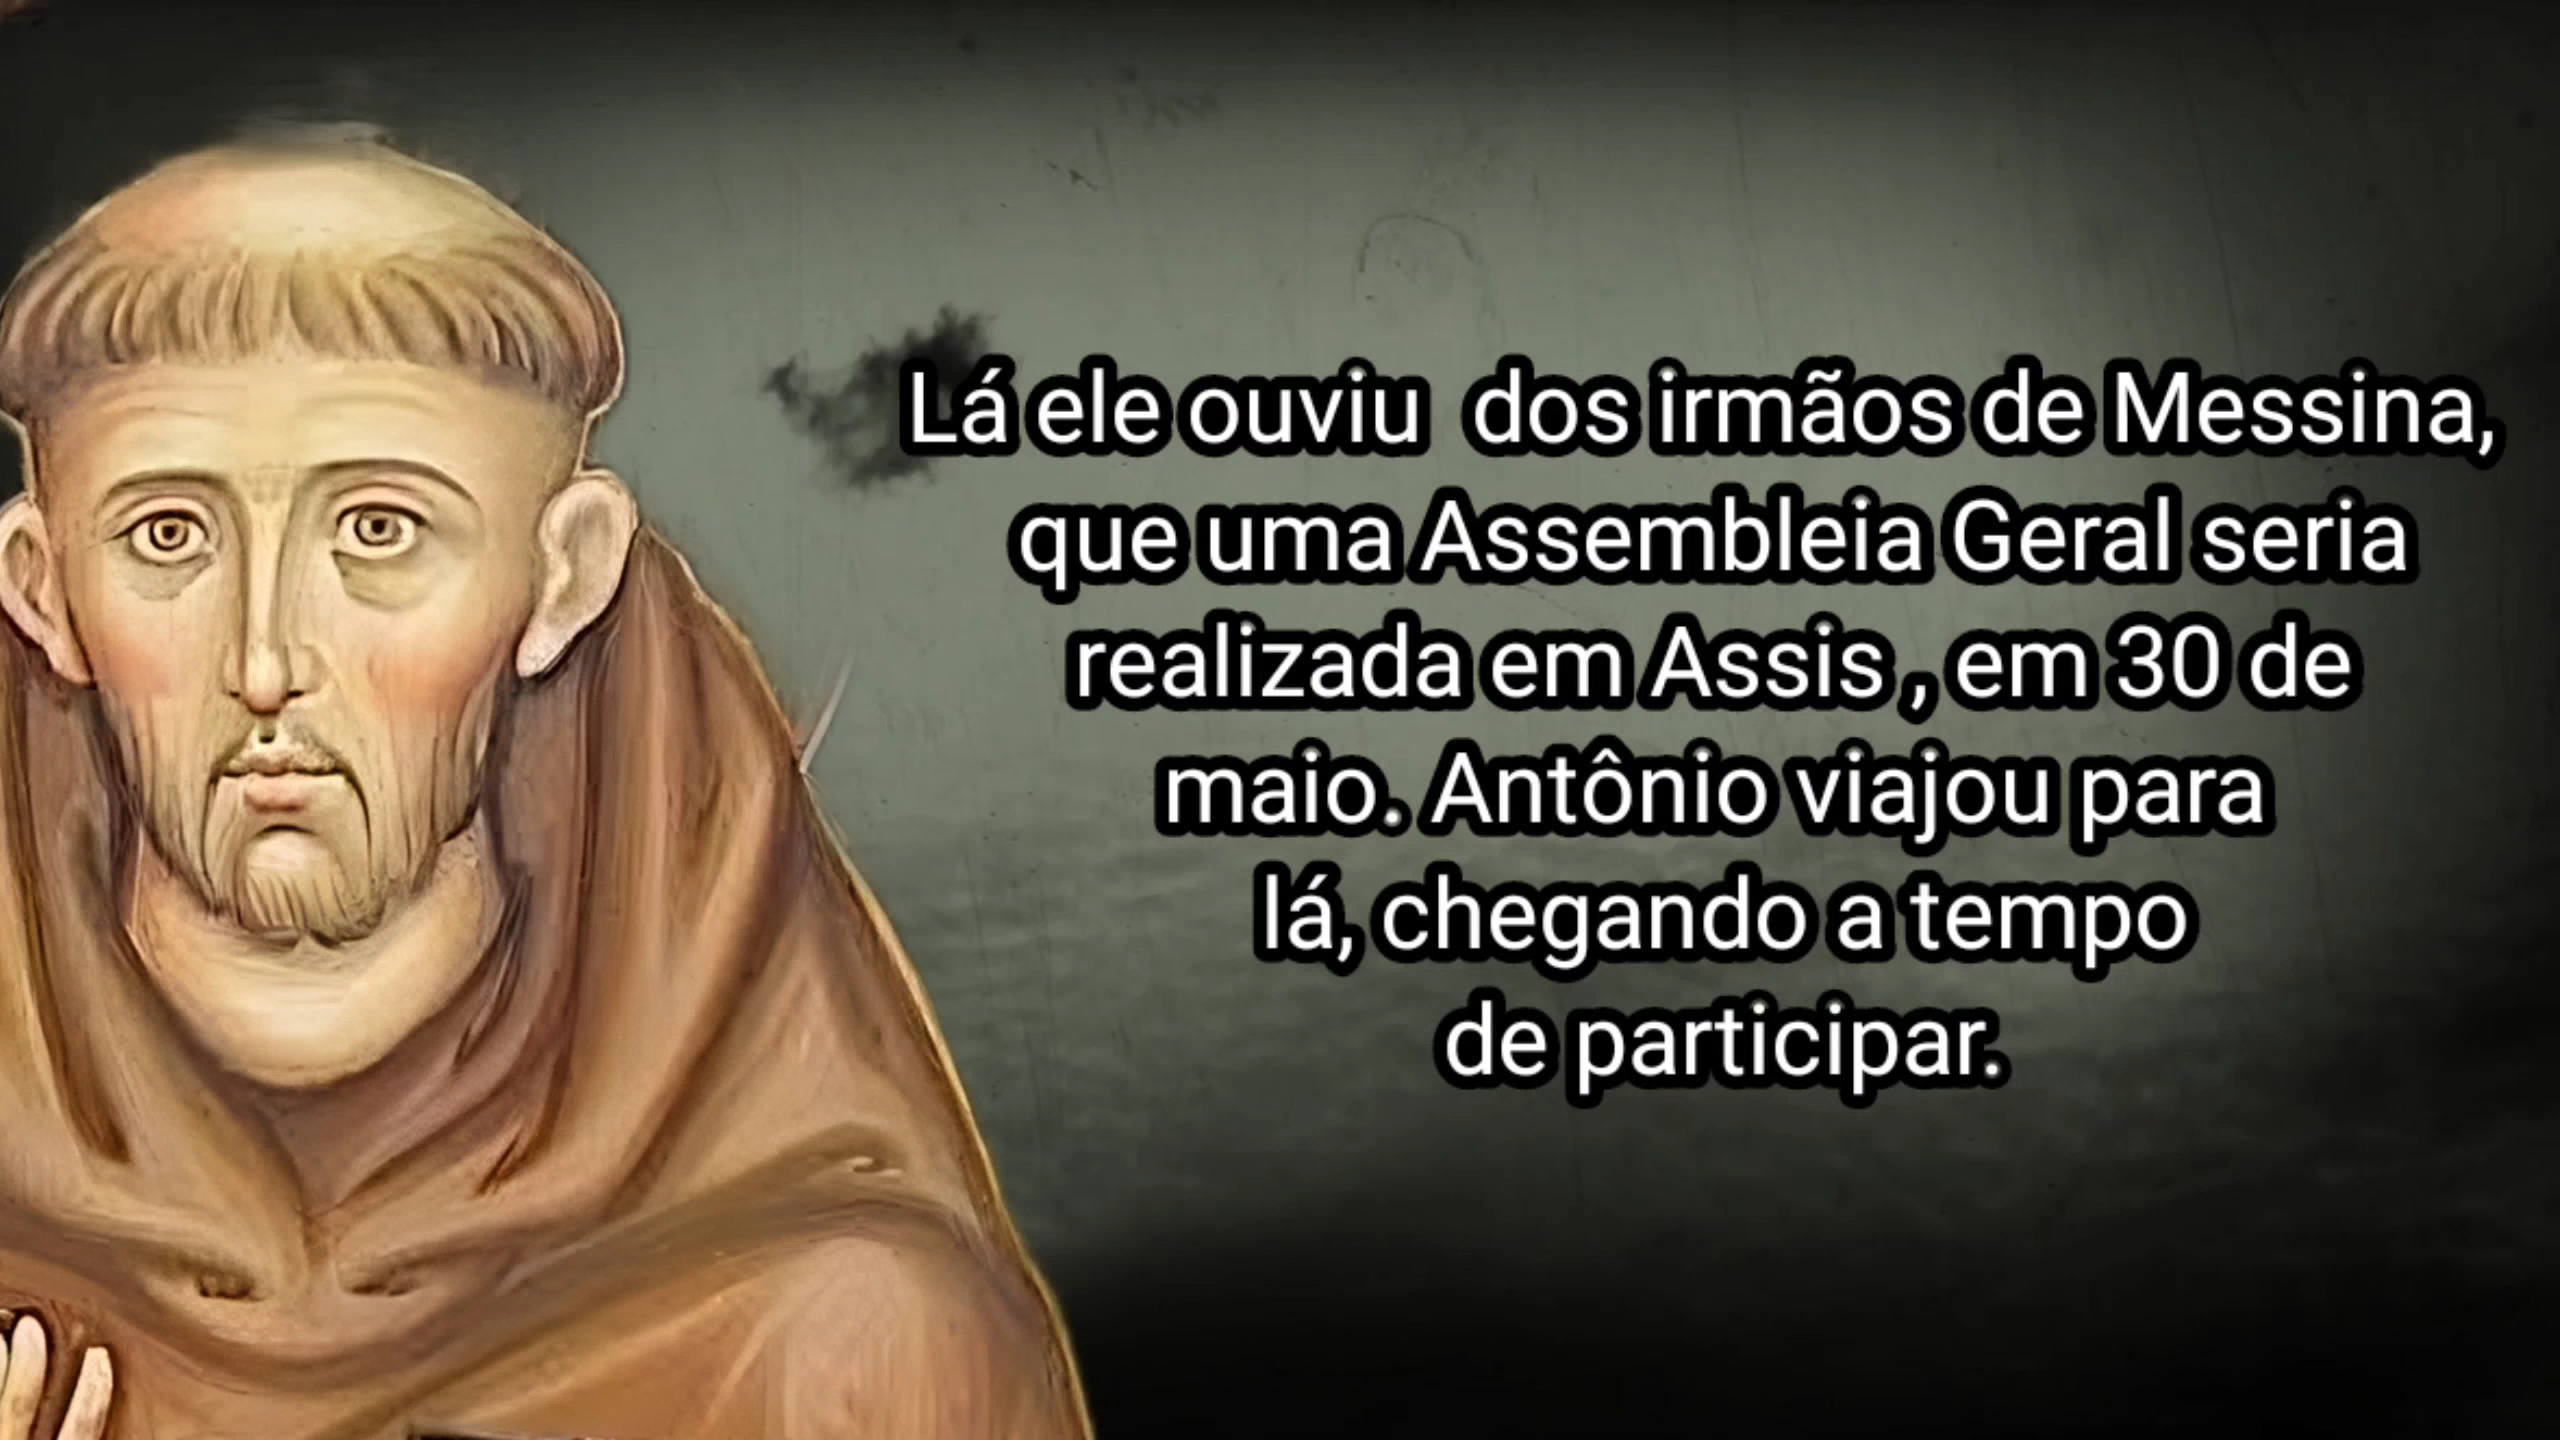 Lá ele ouviu  dos irmãos de Messina,
que uma Assembleia Geral seria
realizada em Assis , em 30 de
maio. Antônio viajou para
lá, chegando a tempo
de participar.